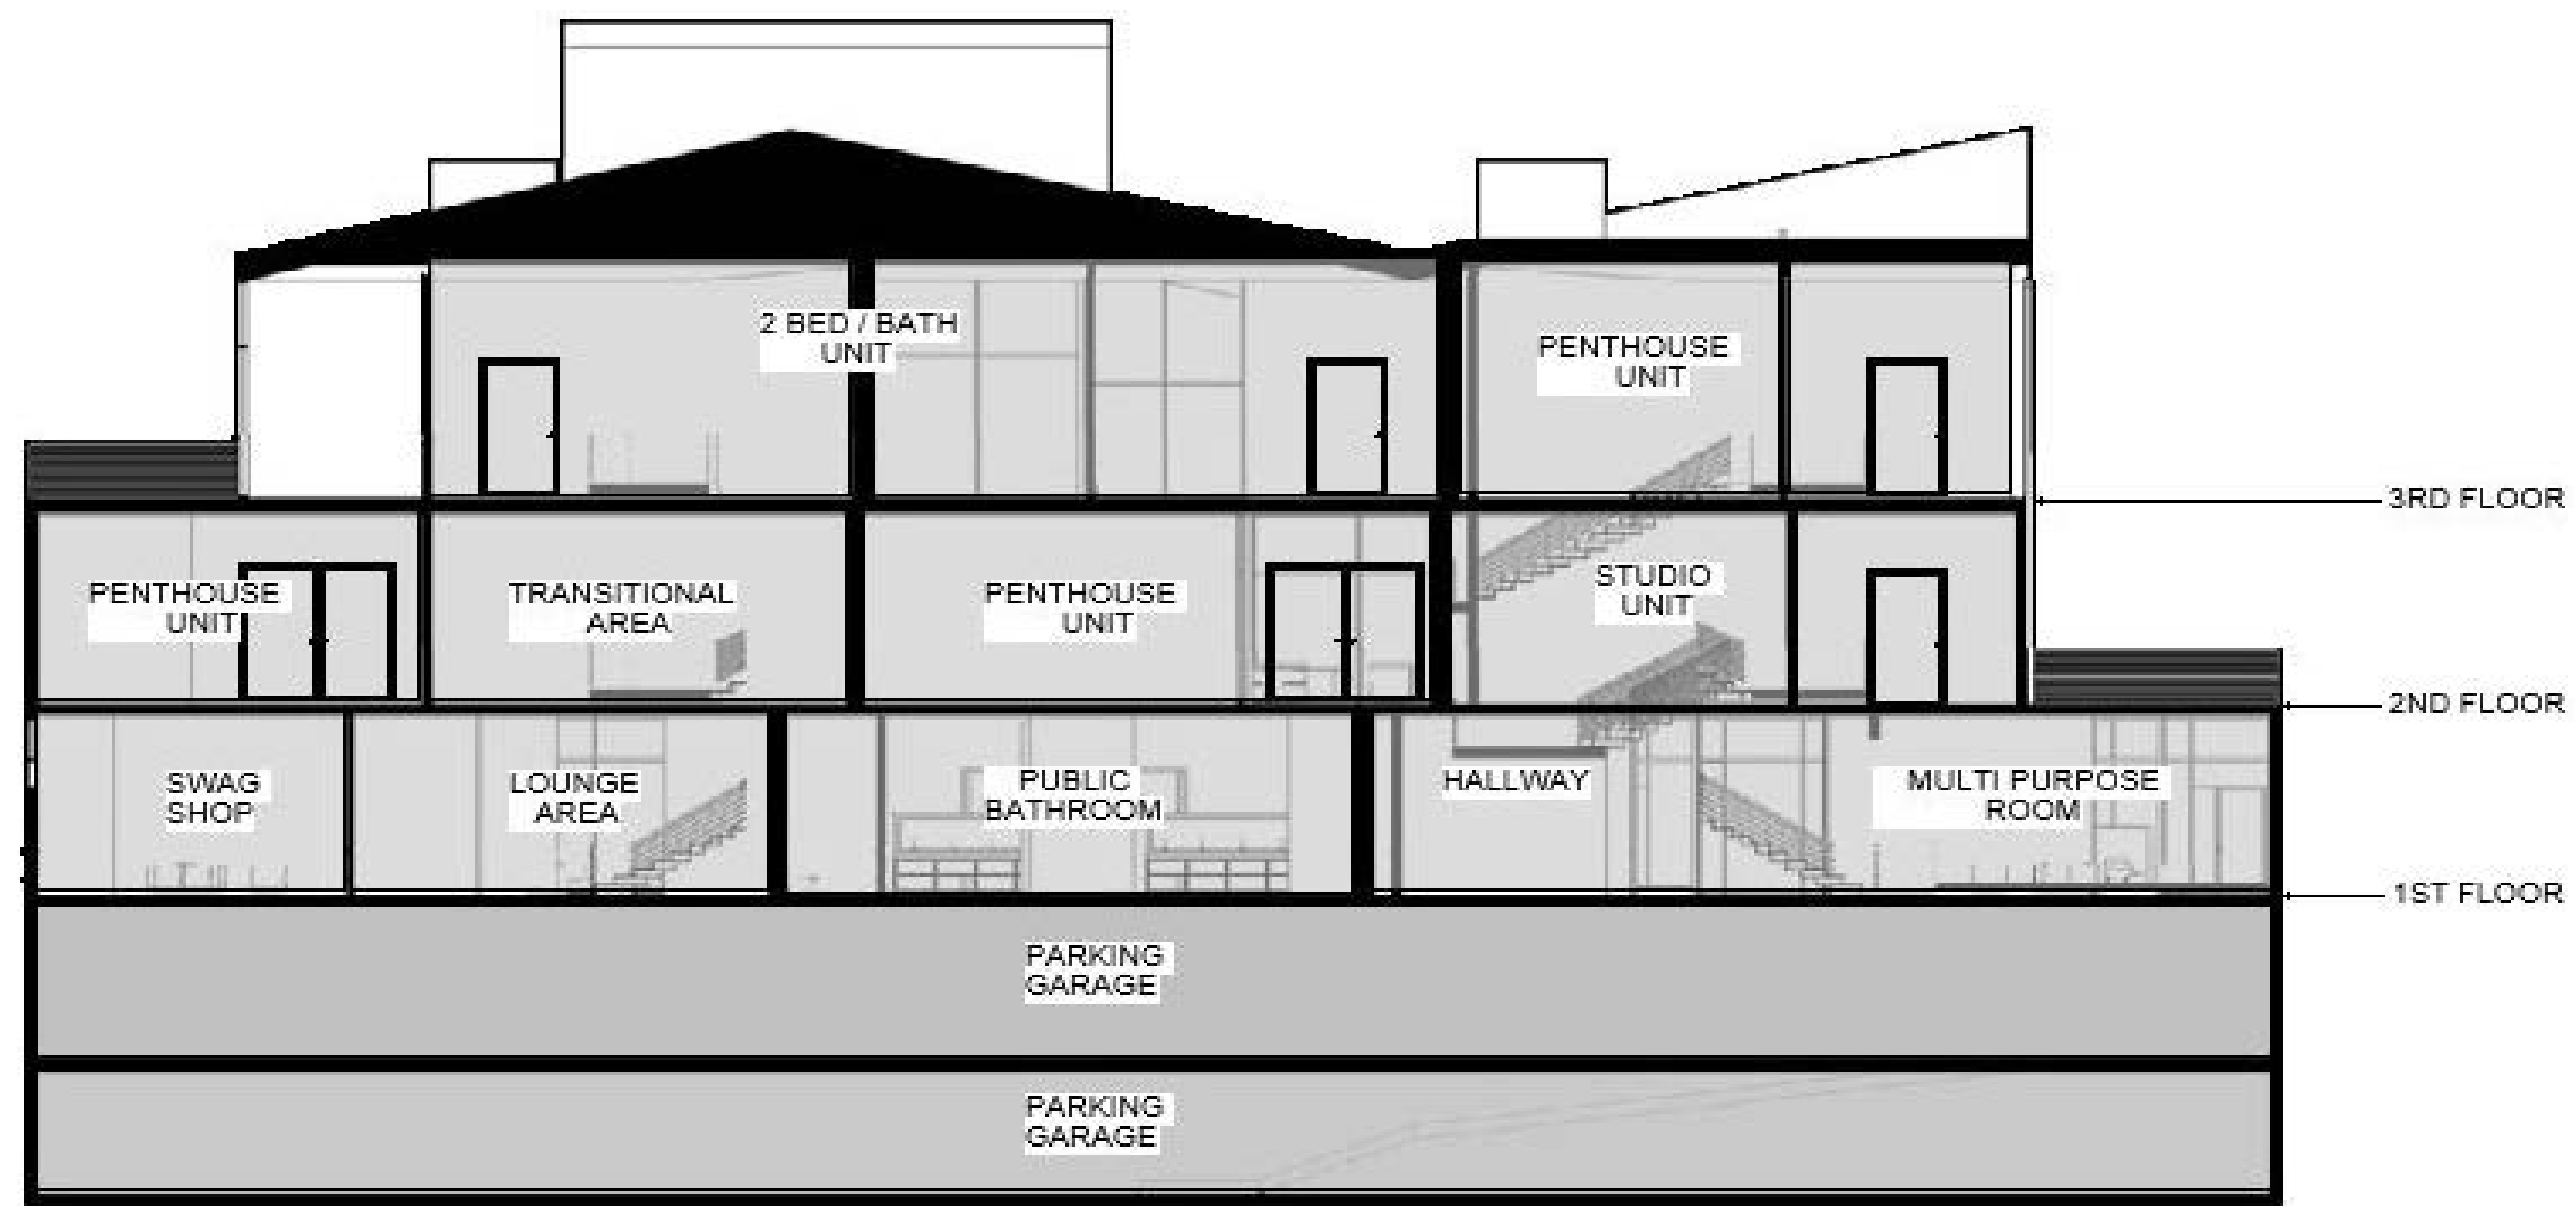 2 BED / BATH
UNIT
PENTHOUSE
UNIT
3RD FLOOR
PENTHOUSE
UNIT
TRANSITIONAL
AREA
PENTHOUSE
UNIT
STUDIO
UNIT
2ND FLOOR
SWAG
SHOP
LOUNGE
AREA
PUBLIC
BATHROOM
HALLWAY
MULTI PURPOSE
ROOM
1ST FLOOR
PARKING
GARAGE
PARKING
GARAGE